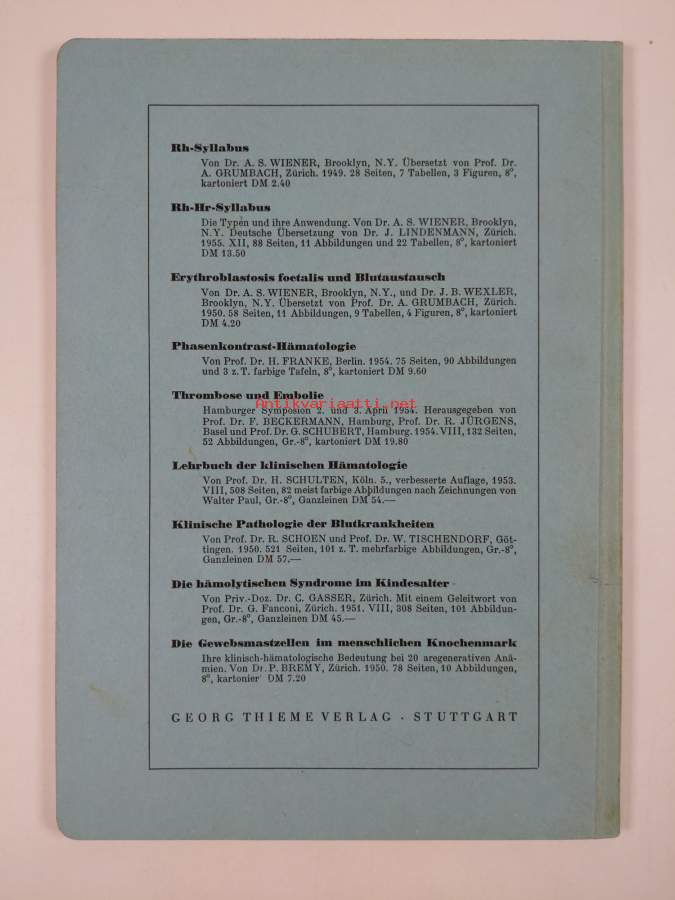 Rh-Syllabus
Von Dr. A. S. WIENER, Brooklyn, N.Y. Übersetzt von Prof. Dr.
A. GRUMBACH, Zürich. 1949. 28 Seiten, 7 Tabellen, 3 Figuren, 8°,
kartoniert DM 2.40
Rh-Hr-Syllabus
Die Typen und ihre Anwendung. Von Dr. A. S. WIENER, Brooklyn,
N.Y. Deutsche Übersetzung von Dr. J. LINDENMANN, Zürich.
1955. XII, 88 Seiten, 11 Abbildungen und 22 Tabellen, 8°, kartoniert
DM 13.50
Erythroblastosis foetalis und Blutaustausch
Von Dr. A. S. WIENER, Brooklyn, N.Y., und Dr. J. B. WEXLER,
Brooklyn, N.Y. Übersetzt von Prof. Dr. A. GRUMBACH, Zürich.
1950. 58 Seiten, 11 Abbildungen, 9 Tabellen, 4 Figuren, 8°, kartoniert
DM 4.20
Phasenkontrast-Hämatologie
Von Prof. Dr. H. FRANKE, Berlin. 1954. 75 Seiten, 90 Abbildungen
und 3 z. T. farbige Tafeln, 8°, kartoniert DM 9.60
Thrombose und Embolie
Antikvariaatti.net
Hamburger Symposion 2. und 3. April 1954. Herausgegeben von
Prof. Dr. F. BECKERMANN, Hamburg, Prof. Dr. R. JÜRGENS,
Basel und Prof. Dr. G. SCHUBERT, Hamburg. 1954. VIII, 132 Seiten,
52 Abbildungen, Gr.-8°, kartoniert DM 19.80
Lehrbuch der klinischen Hämatologie
Von Prof. Dr. H. SCHULTEN, Köln. 5., verbesserte Auflage, 1953.
VIII, 508 Seiten, 82 meist farbige Abbildungen nach Zeichnungen von
Walter Paul, Gr.-8°, Ganzleinen DM 54.—
Klinische Pathologie der Blutkrankheiten
Von Prof. Dr. R. SCHOEN und Prof. Dr. W. TISCHENDORF, Göt-
tingen. 1950. 521 Seiten, 101 z. T. mehrfarbige Abbildungen, Gr.-8°,
Ganzleinen DM 57.—
Die hämolytischen Syndrome im Kindesalter
Von Priv.-Doz. Dr. C. GASSER, Zürich. Mit einem Geleitwort von
Prof. Dr. G. Fanconi, Zürich. 1951. VIII, 308 Seiten, 101 Abbildun-
gen, Gr.-8°, Ganzleinen DM 45.—
Die Gewebsmastzellen im menschlichen Knochenmark
Ihre klinisch-hämatologische Bedeutung bei 20 aregenerativen Anä-
mien. Von Dr. P. BREMY, Zürich. 1950. 78 Seiten, 10 Abbildungen,
8°, kartonier DM 7.20
GEORG THIEME VERLAG · STUTTGART